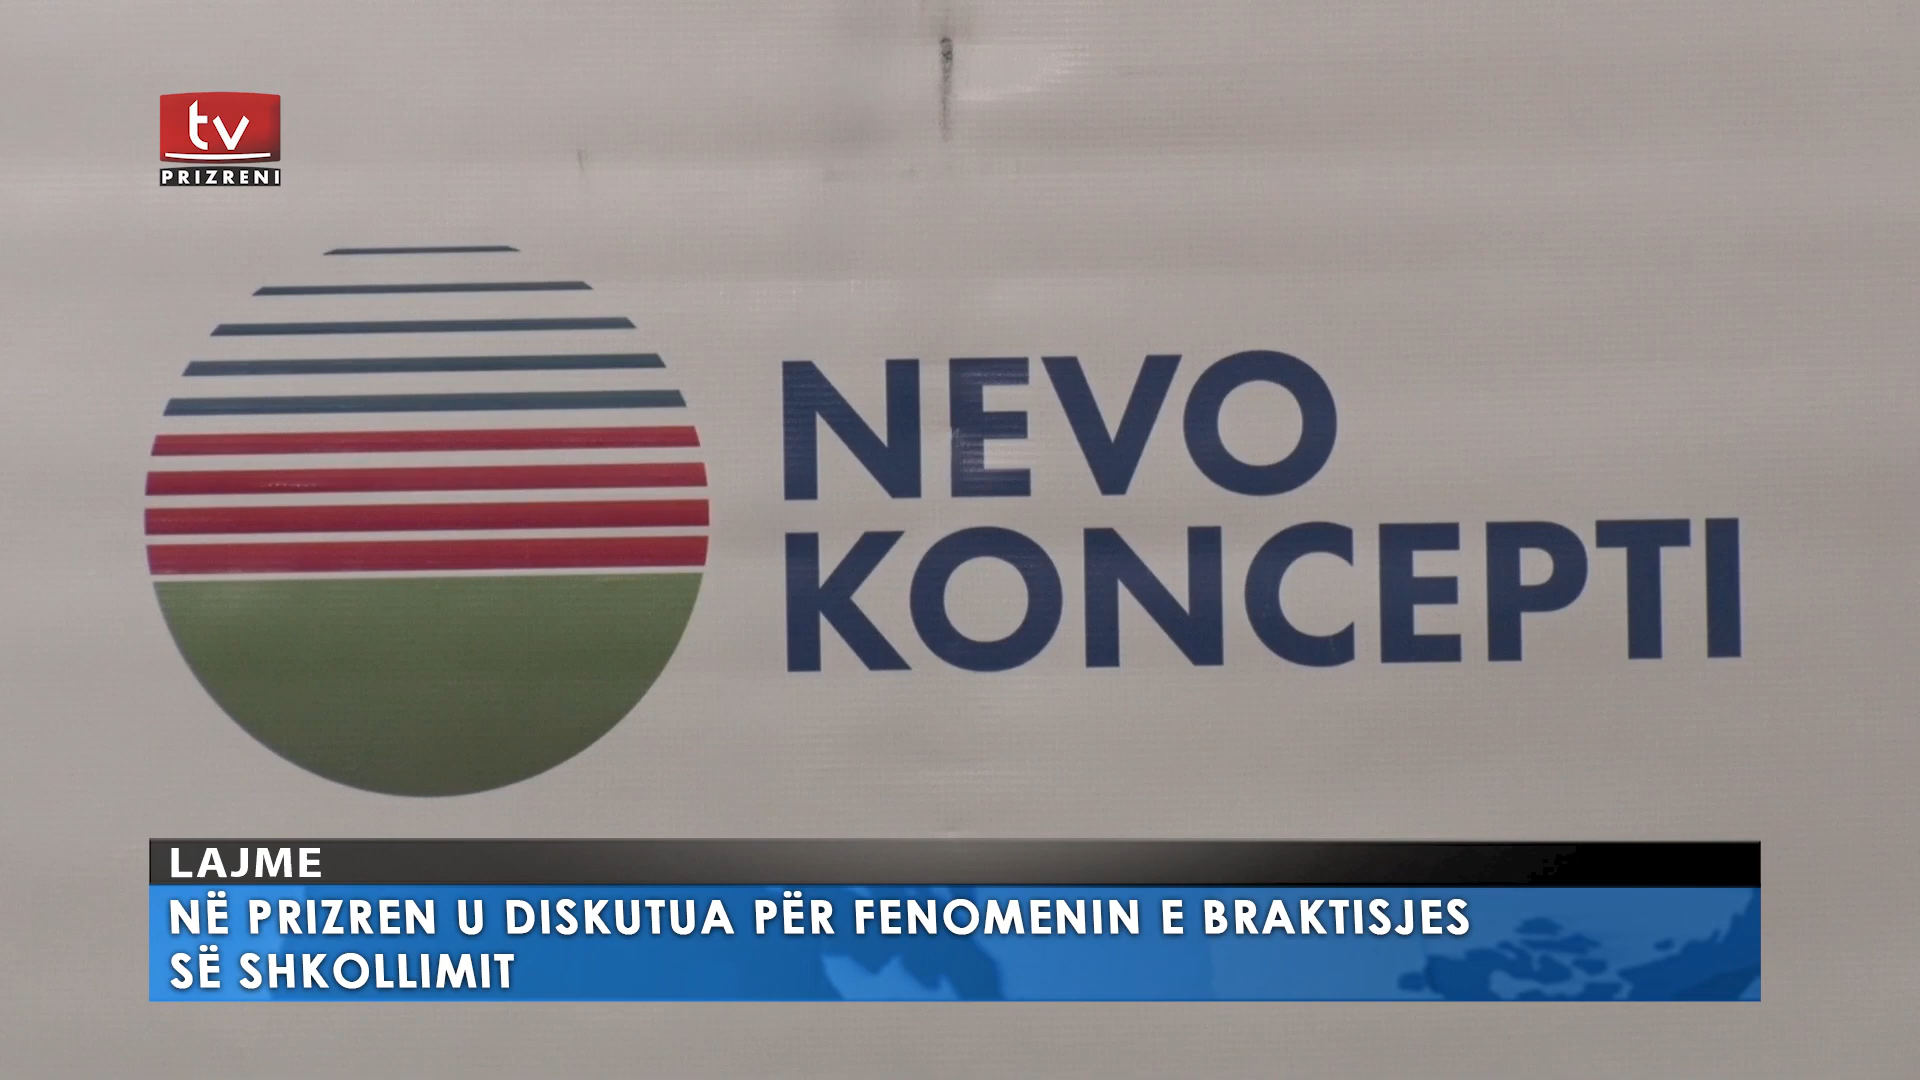 tv
PRIZRENI
NEVO
KONCEPTI
LAJME
NË PRIZREN U DISKUTUA PËR FENOMENIN E BRAKTISJES
SË SHKOLLIMIT